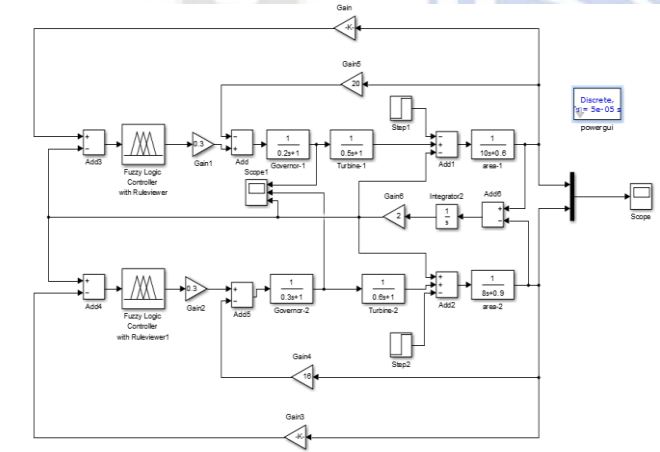 Gain
-K-
Gain5
20
Discrete,
Ts = 5e-05 s
powergui
Step1
Add3
Fuzzy Logic
Controller
with Ruleviewer
0.3
Gain1
Add
1
0.2s+1
Governor-1
1
0.5s+1
Turbine-1
Add1
1
10s+0.6
area-1
Scope1
Gain6
2
Integrator2
1
s
Add6
Scope
Add4
Fuzzy Logic
Controller
with Ruleviewer1
0.3
Gain2
Add5
1
0.3s+1
Governor-2
1
0.6s+1
Turbine-2
Add2
1
8s+0.9
area-2
Step2
Gain4
16
Gain3
-K-